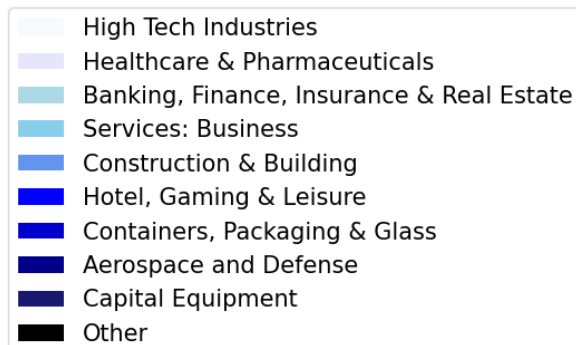 High Tech Industries
Healthcare & Pharmaceuticals
Banking, Finance, Insurance & Real Estate
Services: Business
Construction & Building
Hotel, Gaming & Leisure
Containers, Packaging & Glass
Aerospace and Defense
Capital Equipment
Other